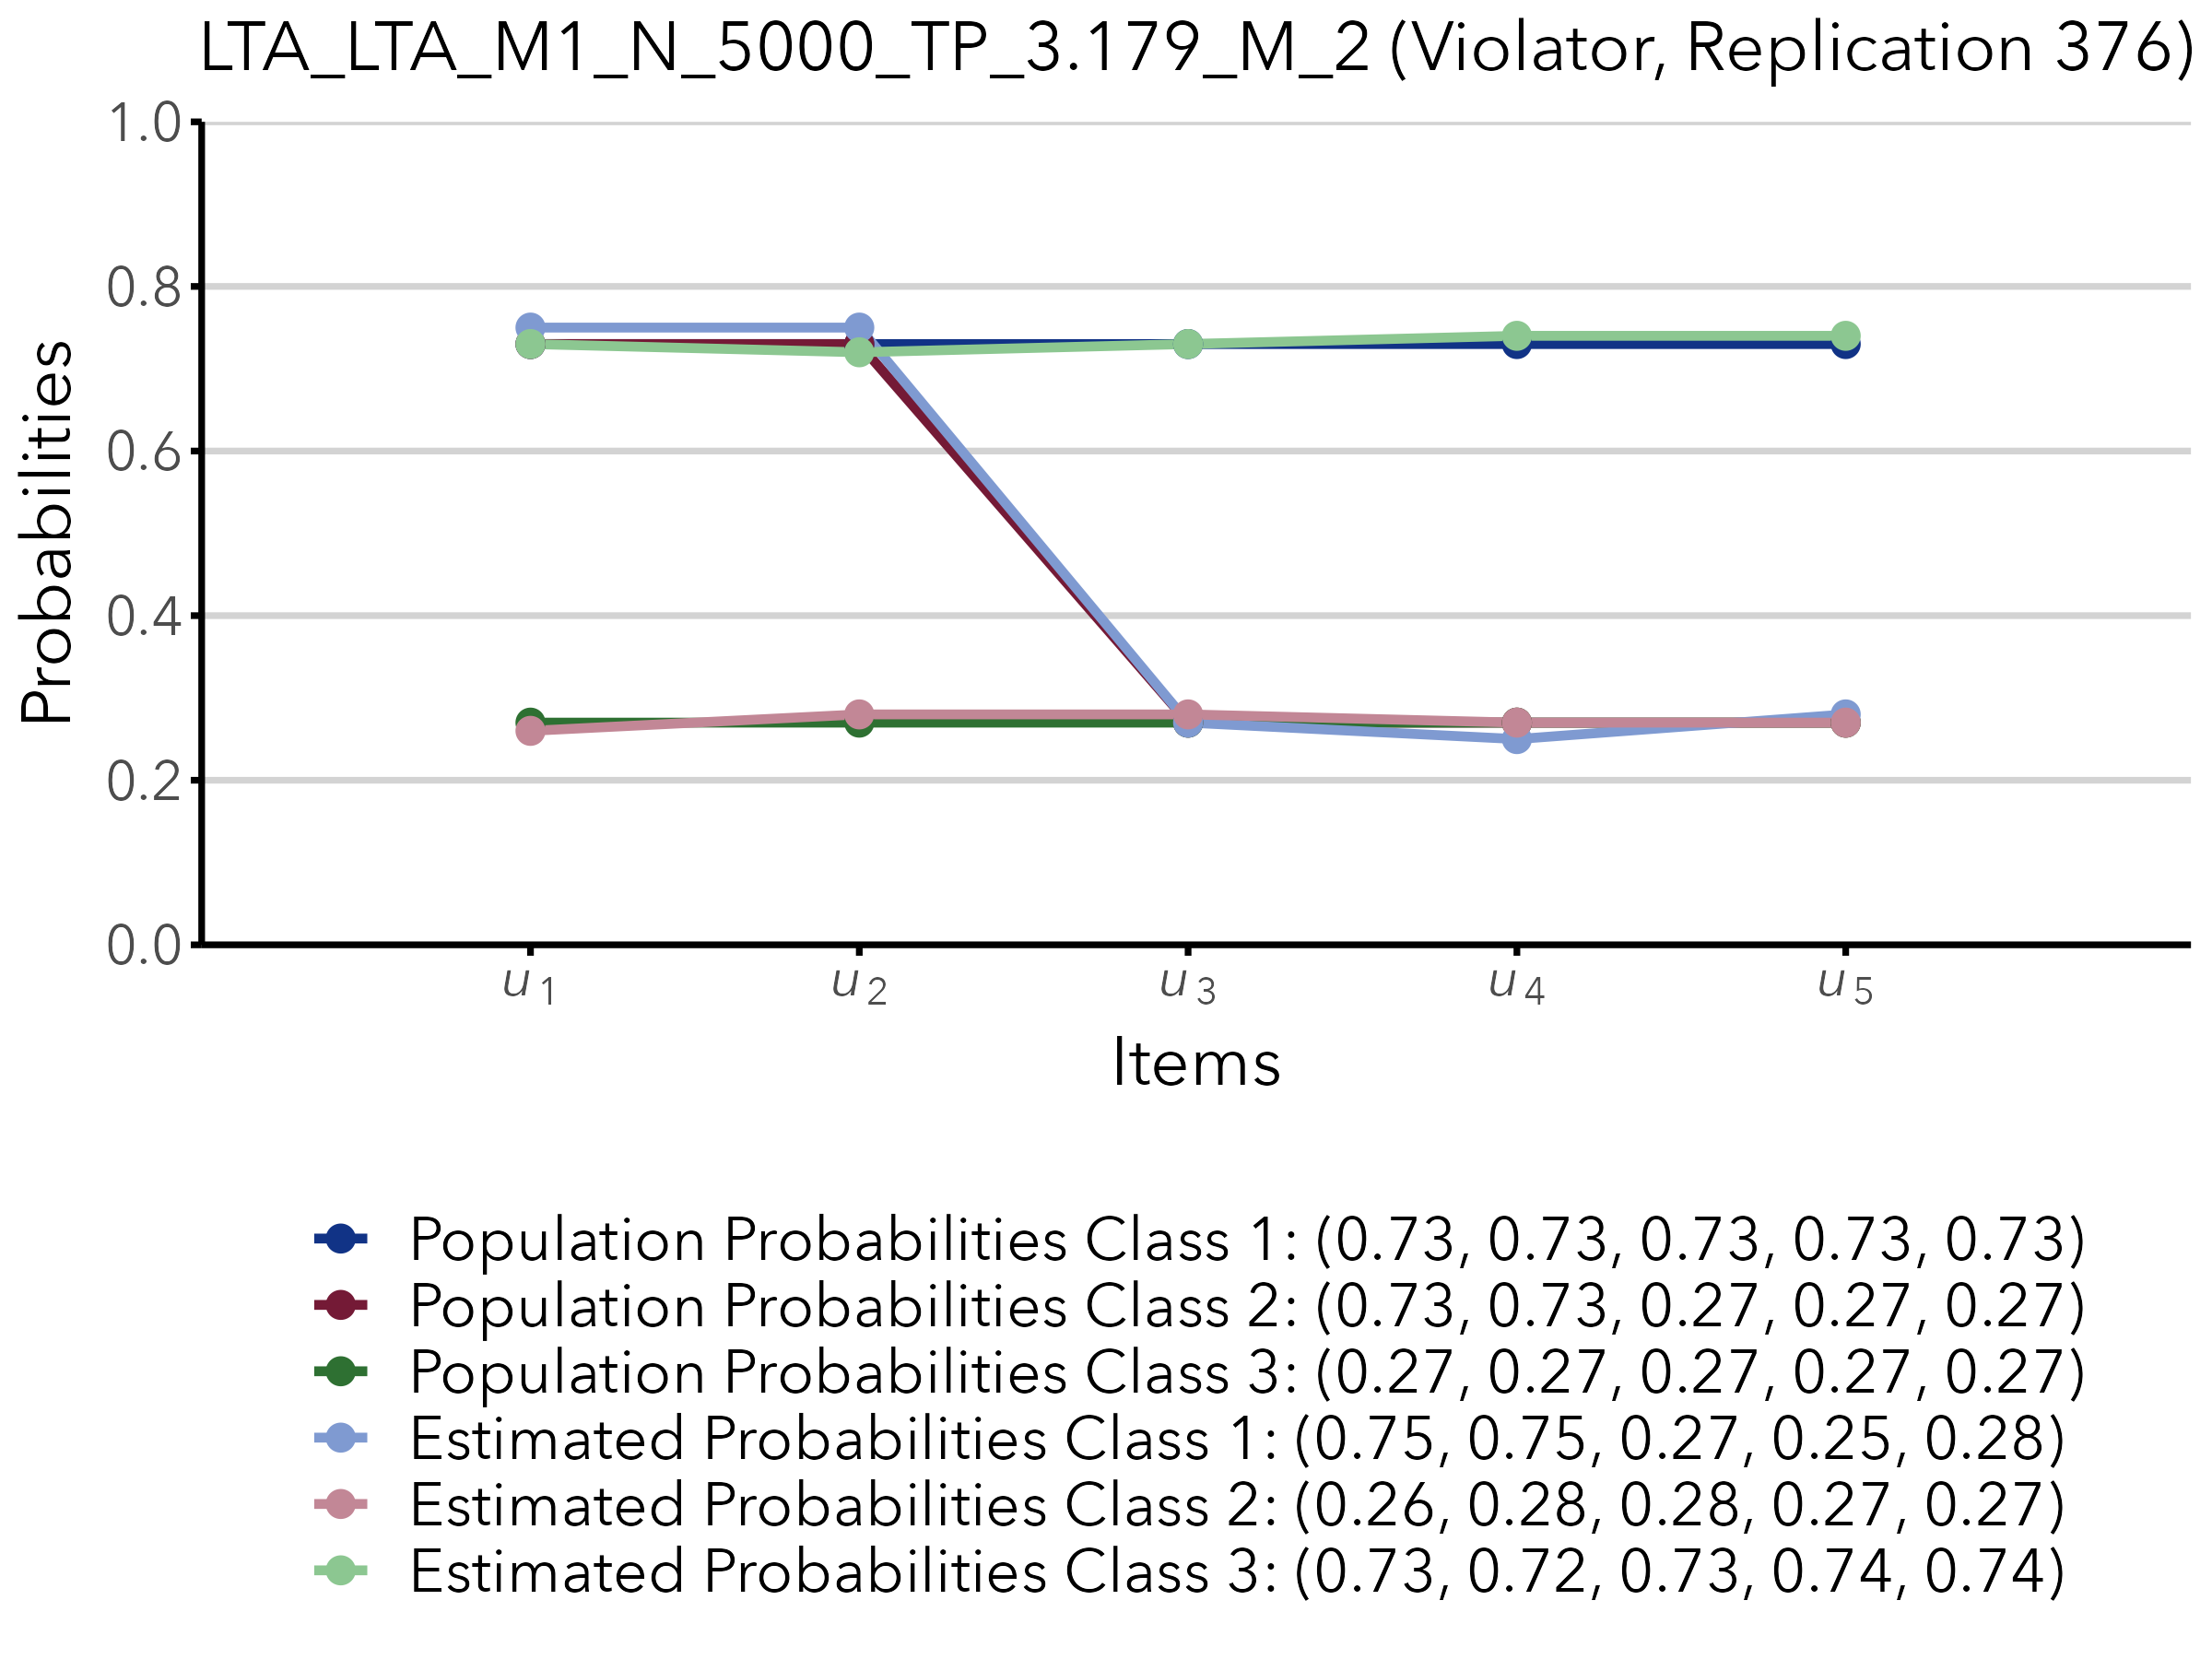 LTA_LTA_M1_N_5000_TP_3.179_M_2 (Violator, Replication 376)
1.0
0.8
0.6
0.4
0.2
0.0
Probabilities
u1 u2 u3 u4 u5
Items
Population Probabilities Class 1: (0.73, 0.73, 0.73, 0.73, 0.73)
Population Probabilities Class 2: (0.73, 0.73, 0.27, 0.27, 0.27)
Population Probabilities Class 3: (0.27, 0.27, 0.27, 0.27, 0.27)
Estimated Probabilities Class 1: (0.75, 0.75, 0.27, 0.25, 0.28)
Estimated Probabilities Class 2: (0.26, 0.28, 0.28, 0.27, 0.27)
Estimated Probabilities Class 3: (0.73, 0.72, 0.73, 0.74, 0.74)